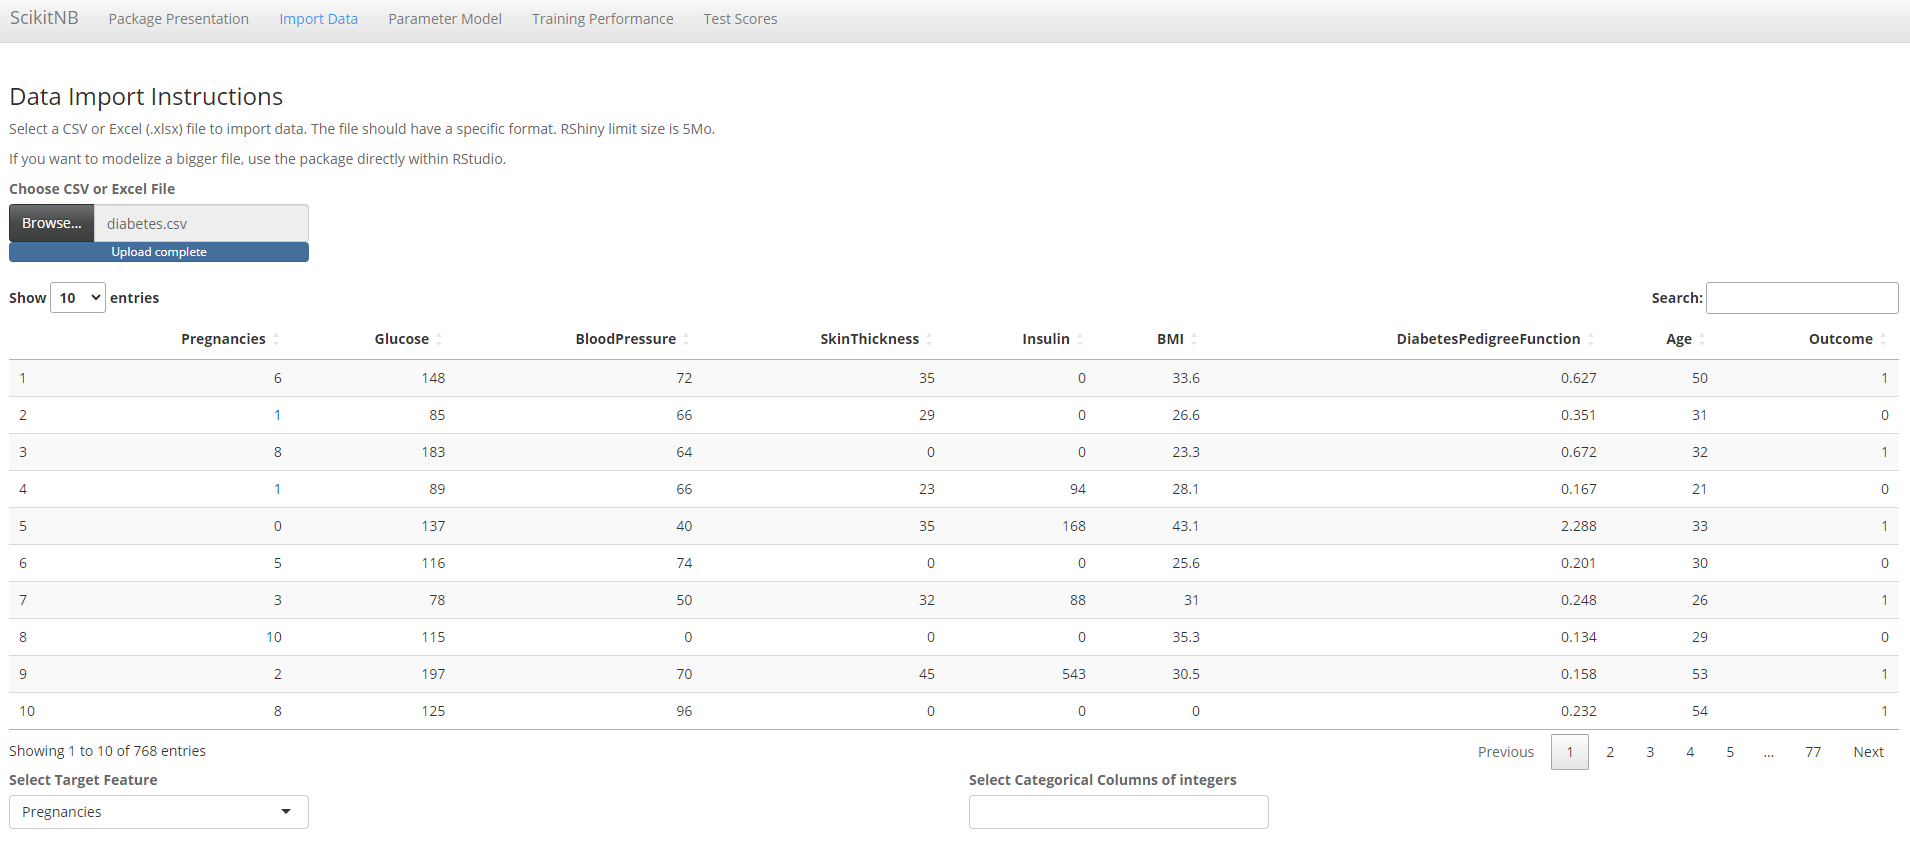 ScikitNB Package Presentation Import Data Parameter Model Training Performance Test Scores
Data Import Instructions
Select a CSV or Excel (.xlsx) file to import data. The file should have a specific format. RShiny limit size is 5Mo.
If you want to modelize a bigger file, use the package directly within RStudio.
Choose CSV or Excel File
Browse... diabetes.csv
Upload complete
Show 10 entries Search:
Pregnancies Glucose BloodPressure SkinThickness Insulin BMI DiabetesPedigreeFunction Age Outcome
1 6 148 72 35 0 33.6 0.627 50 1
2 1 85 66 29 0 26.6 0.351 31 0
3 8 183 64 0 0 23.3 0.672 32 1
4 1 89 66 23 94 28.1 0.167 21 0
5 0 137 40 35 168 43.1 2.288 33 1
6 5 116 74 0 0 25.6 0.201 30 0
7 3 78 50 32 88 31 0.248 26 1
8 10 115 0 0 0 35.3 0.134 29 0
9 2 197 70 45 543 30.5 0.158 53 1
10 8 125 96 0 0 0 0.232 54 1
Showing 1 to 10 of 768 entries Previous 1 2 3 4 5 ... 77 Next
Select Target Feature Select Categorical Columns of integers
Pregnancies